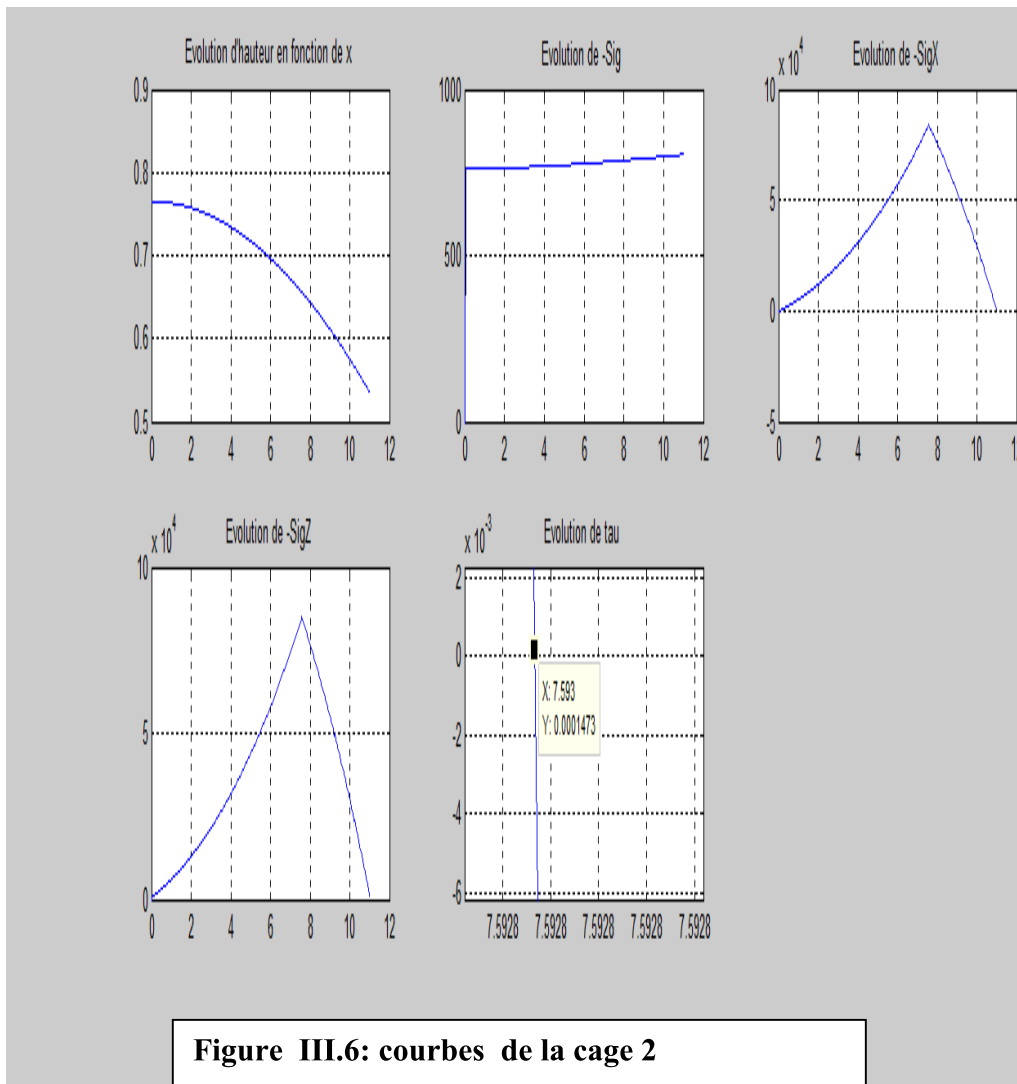 Evolution d'hauteur en fonction de x
0.9
0.8
0.7
0.6
0.5
0 2 4 6 8 10 12
Evolution de -Sig
1000
500
0
0 2 4 6 8 10 12
Evolution de -SigX
x 10^4
10
5
0
-5
0 2 4 6 8 10
Evolution de -SigZ
x 10^4
10
5
0
0 2 4 6 8 10 12
Evolution de tau
x 10^-3
2
0
-2
-4
-6
X: 7.593
Y: 0.0001473
7.5928 7.5928 7.5928 7.5928 7.5928
Figure III.6: courbes de la cage 2